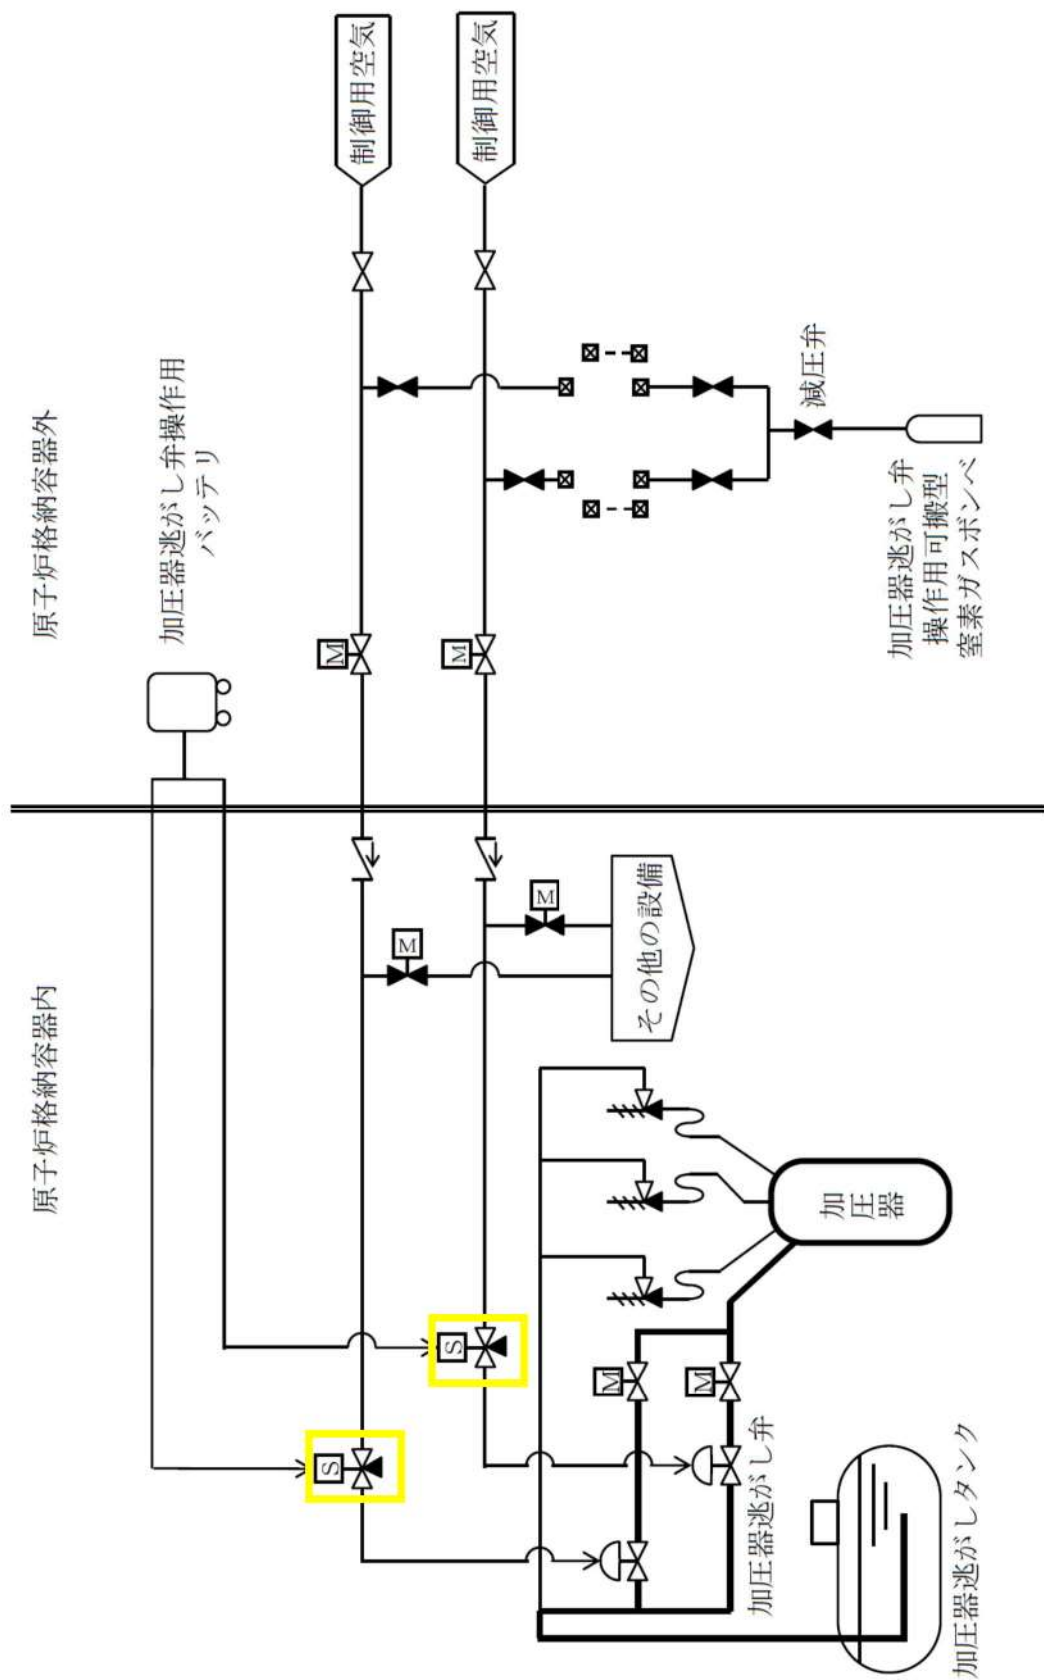 原子炉格納容器内
原子炉格納容器外
加圧器逃がし弁操作用
バッテリ
制御用空気
制御用空気
M
M
M
M
S
S
その他の設備
M
M
減圧弁
加圧器逃がし弁
操作用可搬型
窒素ガスボンベ
加圧器
加圧器逃がし弁
加圧器逃がしタンク